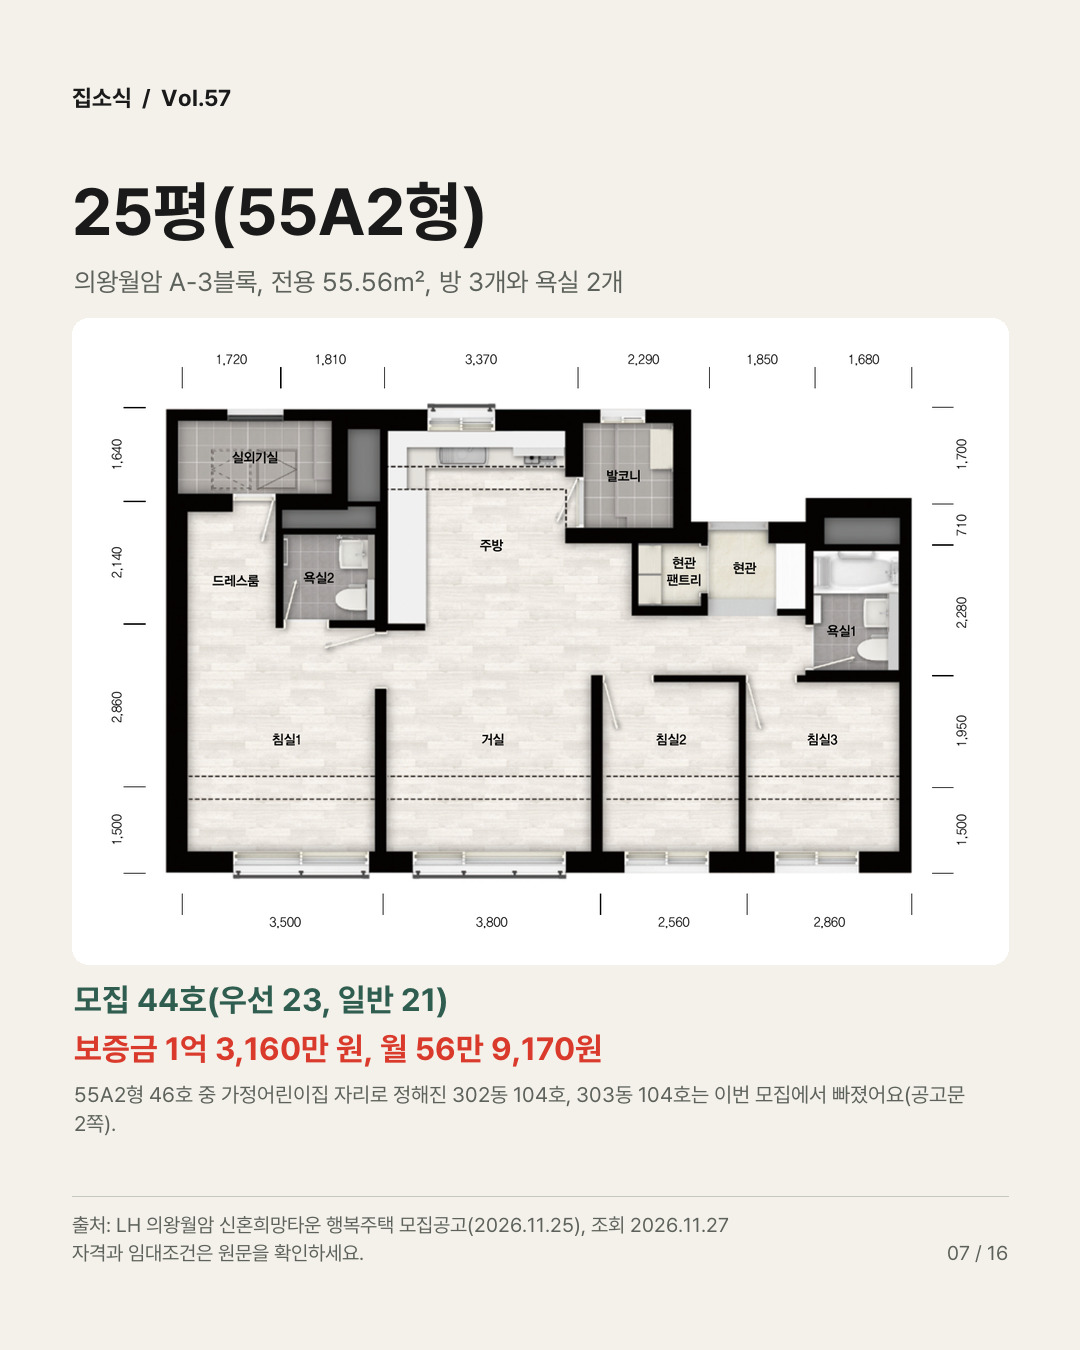 집소식 / Vol.57
25평(55A2형)
의왕월암 A-3블록, 전용 55.56m², 방 3개와 욕실 2개
1,720 1,810 3,370 2,290 1,850 1,680
1,640
2,140
2,860
1,500
실외기실
발코니
주방
현관
팬트리
현관
드레스룸
욕실2
욕실1
침실1
거실
침실2
침실3
1,700
710
2,280
1,950
1,500
3,500 3,800 2,560 2,860
모집 44호(우선 23, 일반 21)
보증금 1억 3,160만 원, 월 56만 9,170원
55A2형 46호 중 가정어린이집 자리로 정해진 302동 104호, 303동 104호는 이번 모집에서 빠졌어요(공고문
2쪽).
출처: LH 의왕월암 신혼희망타운 행복주택 모집공고(2026.11.25), 조회 2026.11.27
자격과 임대조건은 원문을 확인하세요.
07 / 16